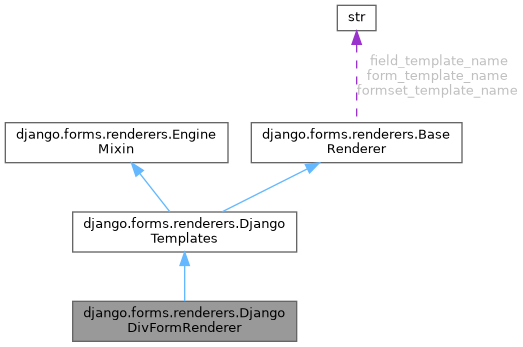 str
field_template_name
form_template_name
formset_template_name
django.forms.renderers.Engine
Mixin
django.forms.renderers.Base
Renderer
django.forms.renderers.Django
Templates
django.forms.renderers.Django
DivFormRenderer